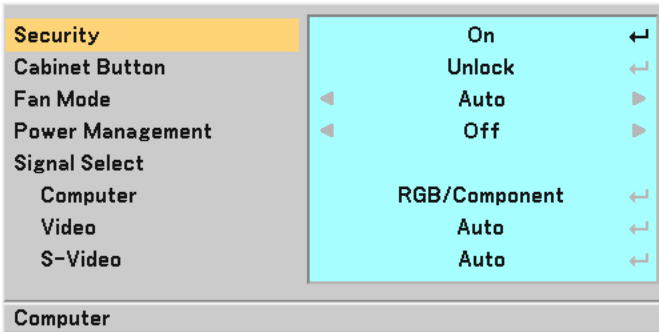 Security On
Cabinet Button Unlock
Fan Mode Auto
Power Management Off
Signal Select
Computer RGB/Component
Video Auto
S-Video Auto
Computer